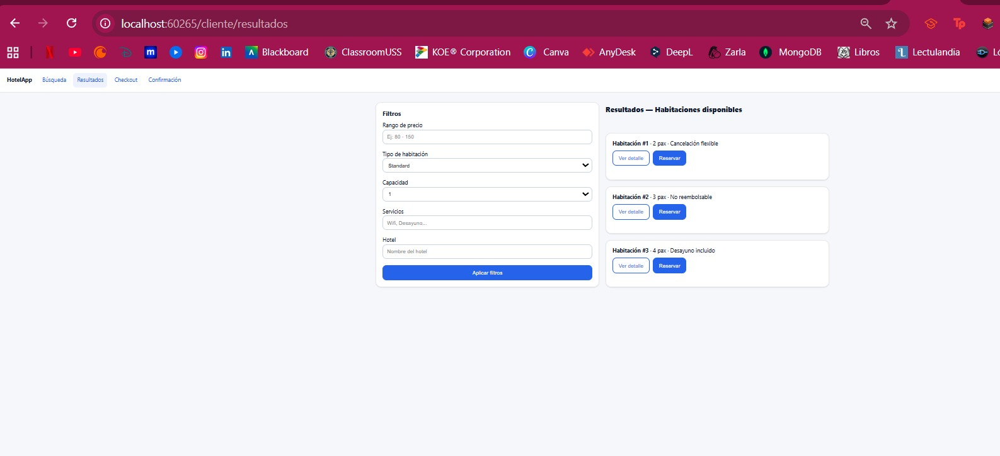 localhost:60265/cliente/resultados
Blackboard ClassroomUSS KOE® Corporation Canva AnyDesk DeepL Zarla MongoDB Libros Lectulandia
HotelApp Búsqueda Resultados Checkout Confirmación
Filtros
Rango de precio
Ej: 80 - 150
Tipo de habitación
Standard
Capacidad
1
Servicios
Wifi, Desayuno...
Hotel
Nombre del hotel
Aplicar filtros
Resultados — Habitaciones disponibles
Habitación #1 · 2 pax · Cancelación flexible
Ver detalle Reservar
Habitación #2 · 3 pax · No reembolsable
Ver detalle Reservar
Habitación #3 · 4 pax · Desayuno incluido
Ver detalle Reservar